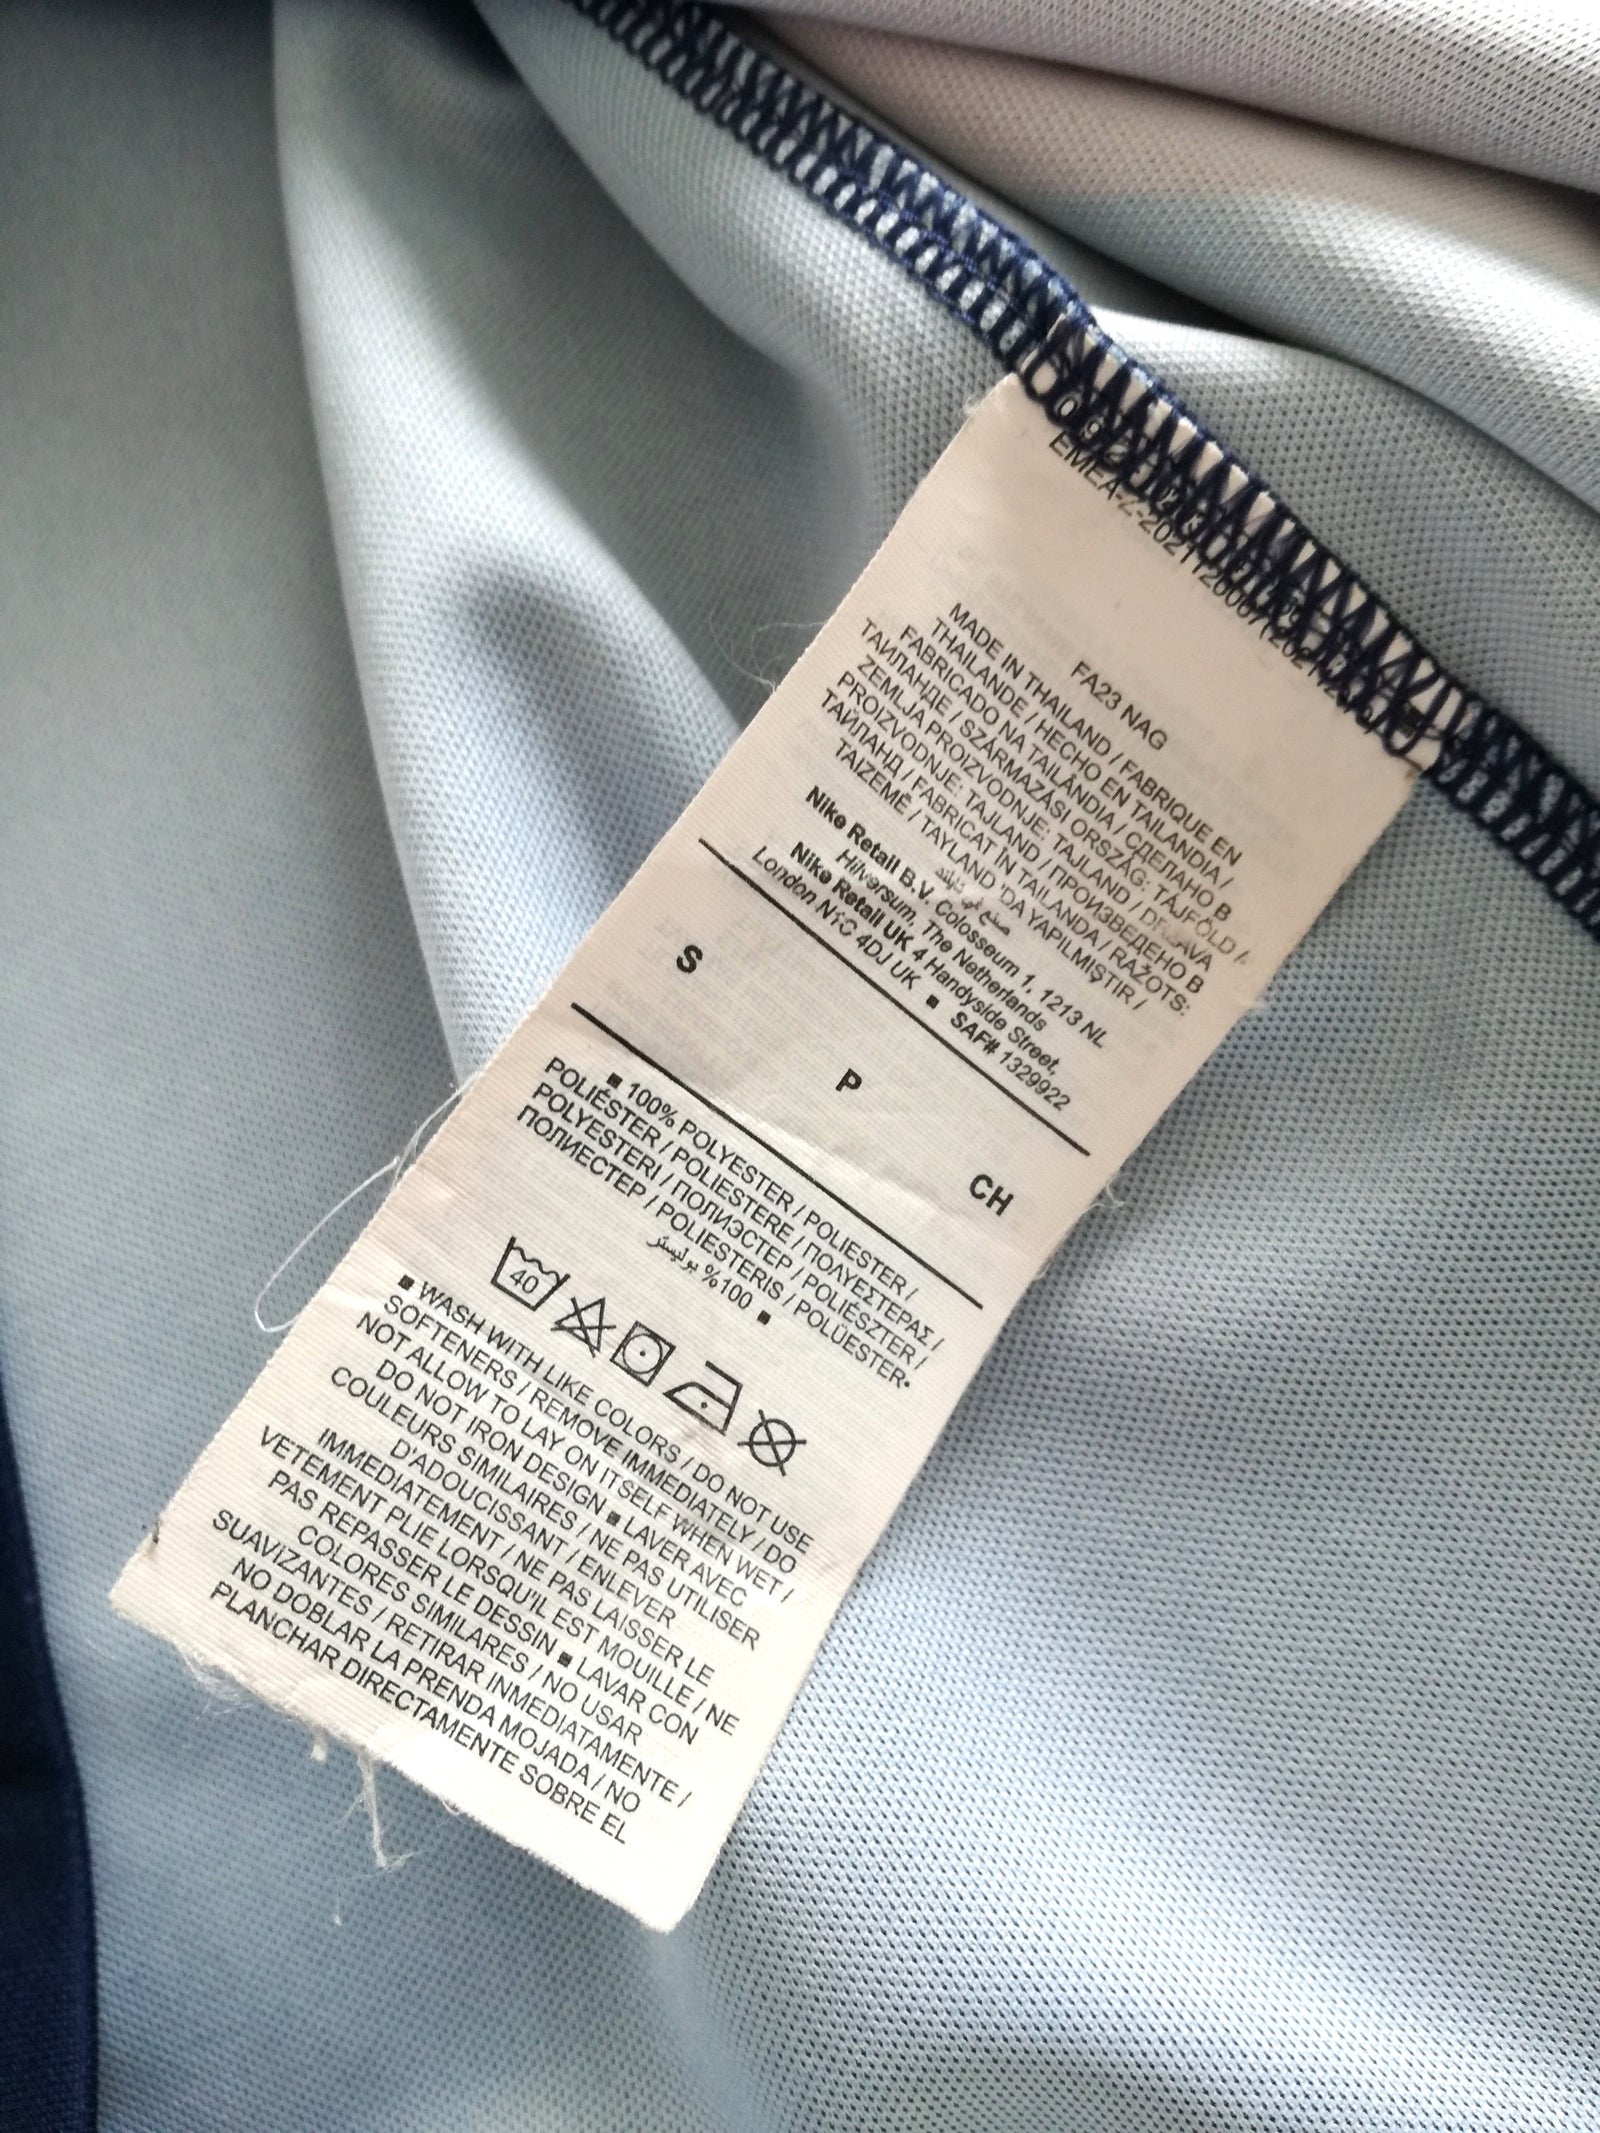 FA23 NAG
MADE IN THAILAND / FABRIQUE EN
THAILANDE / HECHO EN TAILANDIA /
FABRICADO NA TAILÂNDIA / СДЕЛАНО В
ТАИЛАНДЕ / SZÁRMAZÁSI ORSZÁG: TÁJFÖLD /
ZEMLJA PROIZVODNJE: TAJLAND / DRŽAVA
PROIZVODNJE: TAJLAND / ПРОИЗВЕДЕНО В
ТАЙЛАНД / FABRICAT ÎN TAILANDA / RAŽOTS:
TAIZEMĒ / TAYLAND 'DA YAPILMIŞTIR /
صنع في تايلند
Nike Retail B.V. Colosseum 1, 1213 NL
Hilversum, The Netherlands
Nike Retail UK 4 Handyside Street,
London N1C 4DJ UK ■ SAF# 1329922
S P CH
■ 100% POLYESTER / POLIESTER /
POLIÉSTER / POLIESTERE / ΠΟΛΥΕΣΤΕΡΑΣ /
POLYESTERI / ПОЛИЭСТЕР / POLIÉSZTER /
ПОЛИЕСТЕР / POLIESTERIS / POLÜESTER•
100% بوليستر ■
40
■ WASH WITH LIKE COLORS / DO NOT USE
SOFTENERS / REMOVE IMMEDIATELY / DO
NOT ALLOW TO LAY ON ITSELF WHEN WET /
DO NOT IRON DESIGN ■ LAVER AVEC
COULEURS SIMILAIRES / NE PAS UTILISER
D'ADOUCISSANT / ENLEVER
IMMEDIATEMENT / NE PAS LAISSER LE
VETEMENT PLIE LORSQU'IL EST MOUILLE / NE
PAS REPASSER LE DESSIN ■ LAVAR CON
COLORES SIMILARES / NO USAR
SUAVIZANTES / RETIRAR INMEDIATAMENTE /
NO DOBLAR LA PRENDA MOJADA / NO
PLANCHAR DIRECTAMENTE SOBRE EL